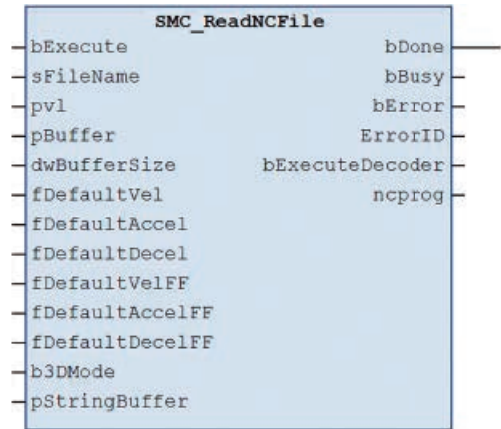 SMC_ReadNCFile
bExecute bDone
sFileName bBusy
pvl bError
pBuffer ErrorID
dwBufferSize bExecuteDecoder
fDefaultVel ncprog
fDefaultAccel
fDefaultDecel
fDefaultVelFF
fDefaultAccelFF
fDefaultDecelFF
b3DMode
pStringBuffer